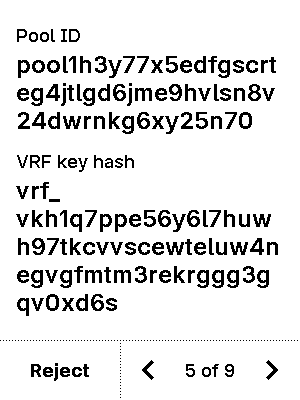 Pool ID
pool1h3y77x5edfgscrt
eg4jtlgd6jme9hvlsn8v
24dwrnkg6xy25n70
VRF key hash
vrf_
vkh1q7ppe56y6l7huw
h97tkcvvscewteluw4n
egvgfmtm3rekrggg3g
qv0xd6s
Reject
5 of 9